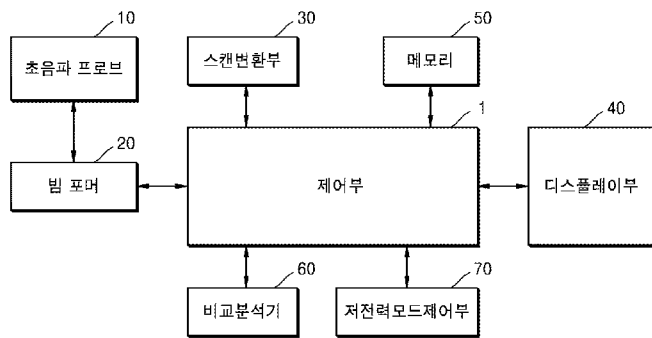 10
초음파 프로브
30
스캔변환부
50
메모리
20
빔 포머
1
제어부
40
디스플레이부
60
비교분석기
70
저전력모드제어부